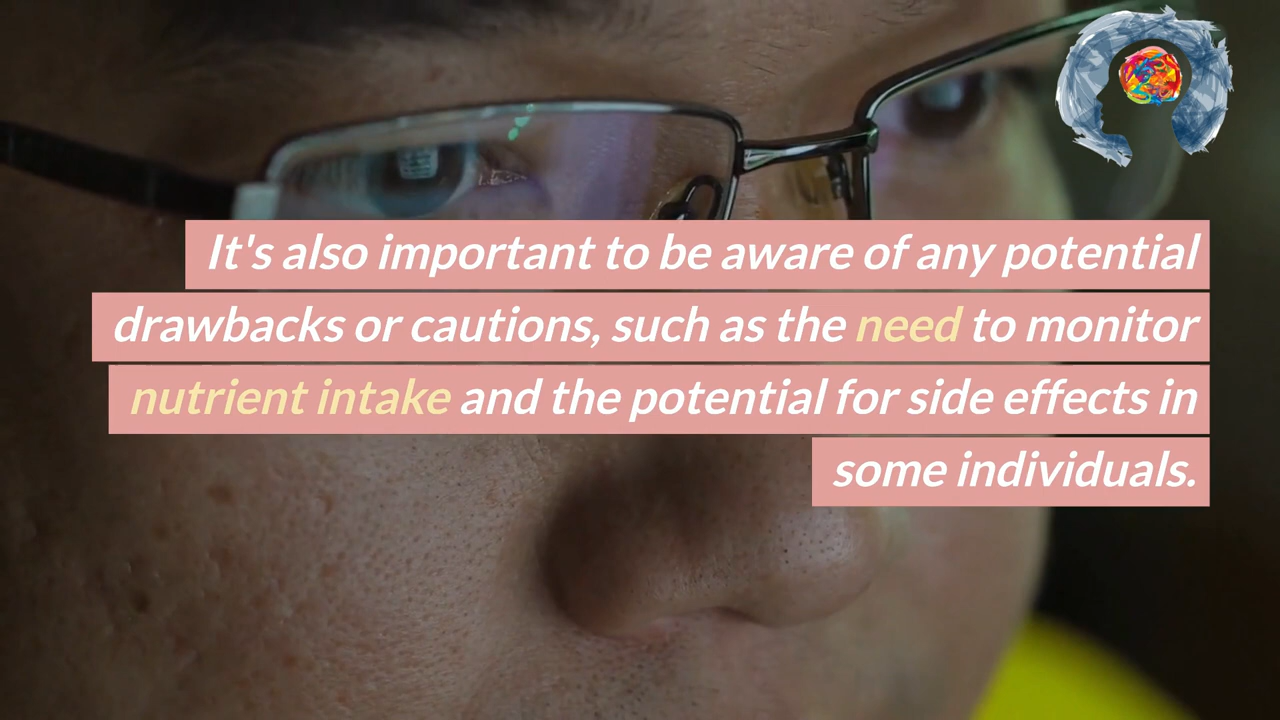 It's also important to be aware of any potential
drawbacks or cautions, such as the need to monitor
nutrient intake and the potential for side effects in
some individuals.